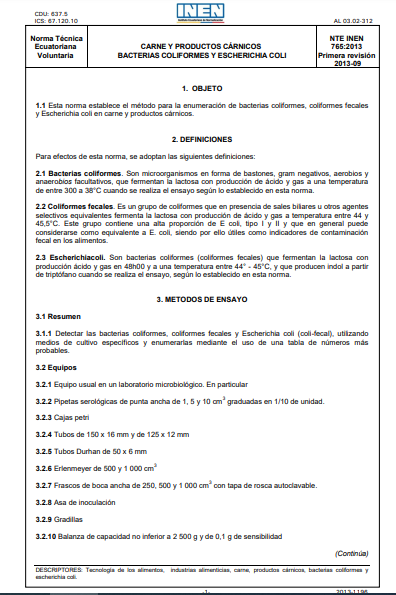 CDU: 637.5
ICS: 67.120.10
INEN
AL 03.02-312
Norma Técnica
Ecuatoriana
Voluntaria
CARNE Y PRODUCTOS CÁRNICOS
BACTERIAS COLIFORMES Y ESCHERICHIA COLI
NTE INEN
765:2013
Primera revisión
2013-09
1. OBJETO
1.1 Esta norma establece el método para la enumeración de bacterias coliformes, coliformes fecales
y Escherichia coli en carne y productos cárnicos.
2. DEFINICIONES
Para efectos de esta norma, se adoptan las siguientes definiciones:
2.1 Bacterias coliformes. Son microorganismos en forma de bastones, gram negativos, aerobios y
anaerobios facultativos, que fermentan la lactosa con producción de ácido y gas a una temperatura
de entre 300 a 38°C cuando se realiza el ensayo según lo establecido en esta norma.
2.2 Coliformes fecales. Es un grupo de coliformes que en presencia de sales biliares u otros agentes
selectivos equivalentes fermenta la lactosa con producción de ácido y gas a temperatura entre 44 y
45,5°C. Este grupo contiene una alta proporción de E coli, tipo I y II y que en general puede
considerarse como equivalente a E. coli, siendo por ello útiles como indicadores de contaminación
fecal en los alimentos.
2.3 Escherichiacoli. Son bacterias coliformes (coliformes fecales) que fermentan la lactosa con
producción ácido y gas en 48h00 y a una temperatura entre 44° - 45°C, y que producen indol a partir
de triptófano cuando se realiza el ensayo, según lo establecido en esta norma.
3. METODOS DE ENSAYO
3.1 Resumen
3.1.1 Detectar las bacterias coliformes, coliformes fecales y Escherichia coli (coli-fecal), utilizando
medios de cultivo específicos y enumerarlas mediante el uso de una tabla de números más
probables.
3.2 Equipos
3.2.1 Equipo usual en un laboratorio microbiológico. En particular
3.2.2 Pipetas serológicas de punta ancha de 1, 5 y 10 cm³ graduadas en 1/10 de unidad.
3.2.3 Cajas petri
3.2.4 Tubos de 150 x 16 mm y de 125 x 12 mm
3.2.5 Tubos Durhan de 50 x 6 mm
3.2.6 Erlenmeyer de 500 y 1 000 cm³
3.2.7 Frascos de boca ancha de 250, 500 y 1 000 cm³ con tapa de rosca autoclavable.
3.2.8 Asa de inoculación
3.2.9 Gradillas
3.2.10 Balanza de capacidad no inferior a 2 500 g y de 0,1 g de sensibilidad
(Continúa)
DESCRIPTORES: Tecnología de los alimentos, industrias alimenticias, carne, productos cárnicos, bacterias coliformes y
escherichia coli.
-1-
2013-1196